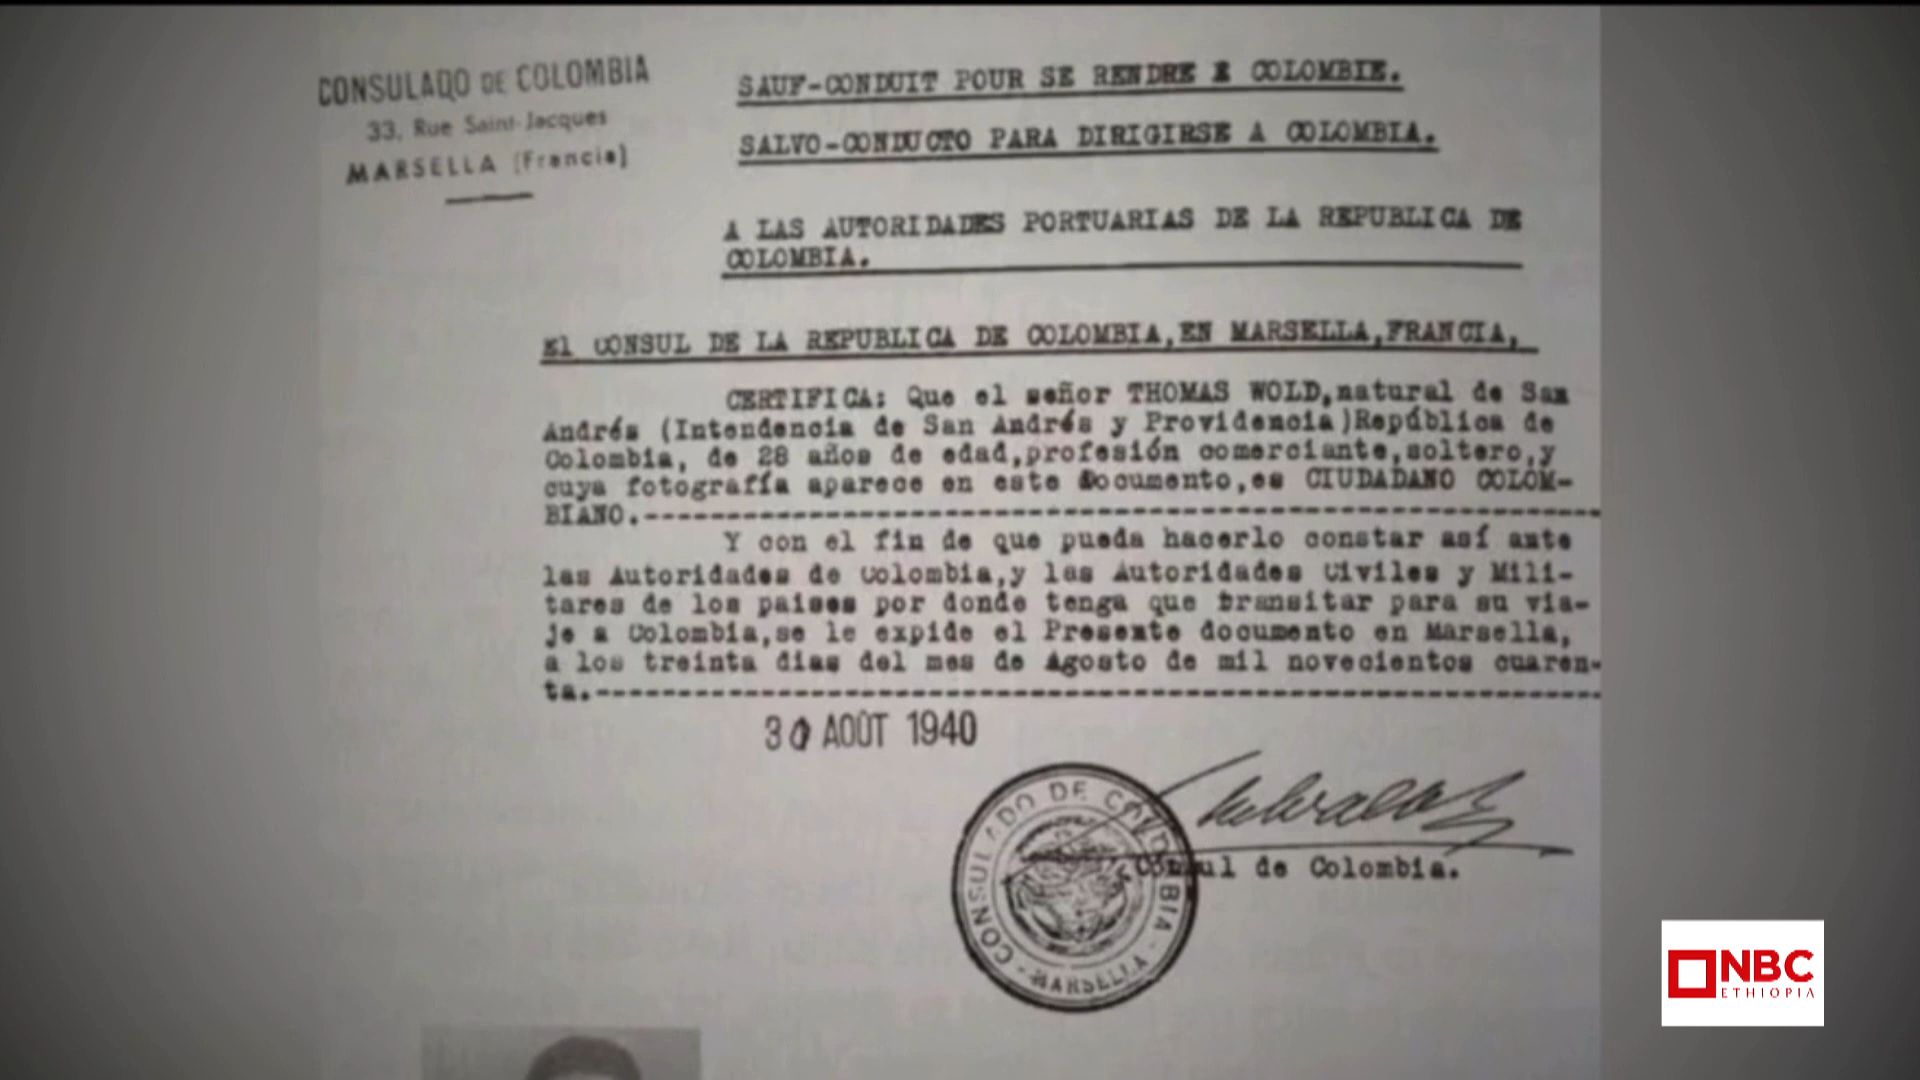 CONSULADO DE COLOMBIA
33, Rue Saint-Jacques
MARSELLA (Francia)
SAUF-CONDUIT POUR SE RENDRE E COLOMBIE.
SALVO-CONDUCTO PARA DIRIGIRSE A COLOMBIA.
A LAS AUTORIDADES PORTUARIAS DE LA REPUBLICA DE
COLOMBIA.
El CONSUL DE LA REPUBLICA DE COLOMBIA, EN MARSELLA, FRANCIA,
CERTIFICA: Que el señor THOMAS WOLD, natural de San
Andrés (Intendencia de San Andrés y Providencia) República de
Colombia, de 28 años de edad, profesión comerciante, soltero, y
cuya fotografía aparece en este documento, es CIUDADANO COLOM-
BIANO.
Y con el fin de que pueda hacerlo constar así ante
las Autoridades de Colombia, y las Autoridades Civiles y Mili-
tares de los paises por donde tenga que transitar para su via-
je a Colombia, se le expide el Presente documento en Marsella,
a los treinta dias del mes de Agosto de mil novecientos cuaren-
ta.
30 AOÛT 1940
Consul de Colombia.
CONSULADO DE COLOMBIA - MARSELLA -
NBC
ETHIOPIA